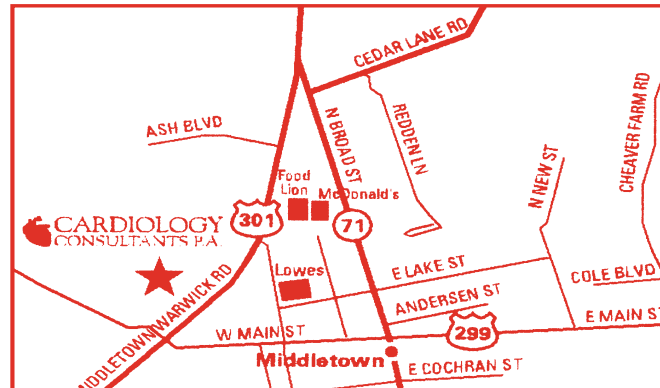 CEDAR LANE RD
ASH BLVD
N BROAD ST
REDDEN LN
CHEAVER FARM RD
N NEW ST
Food
Lion
McDonald's
301
71
CARDIOLOGY
CONSULTANTS P.A.
Lowes
E LAKE ST
COLE BLVD
ANDERSEN ST
E MAIN ST
W MAIN ST
299
IDDLETOWN/WARWICK RD
Middletown
E COCHRAN ST